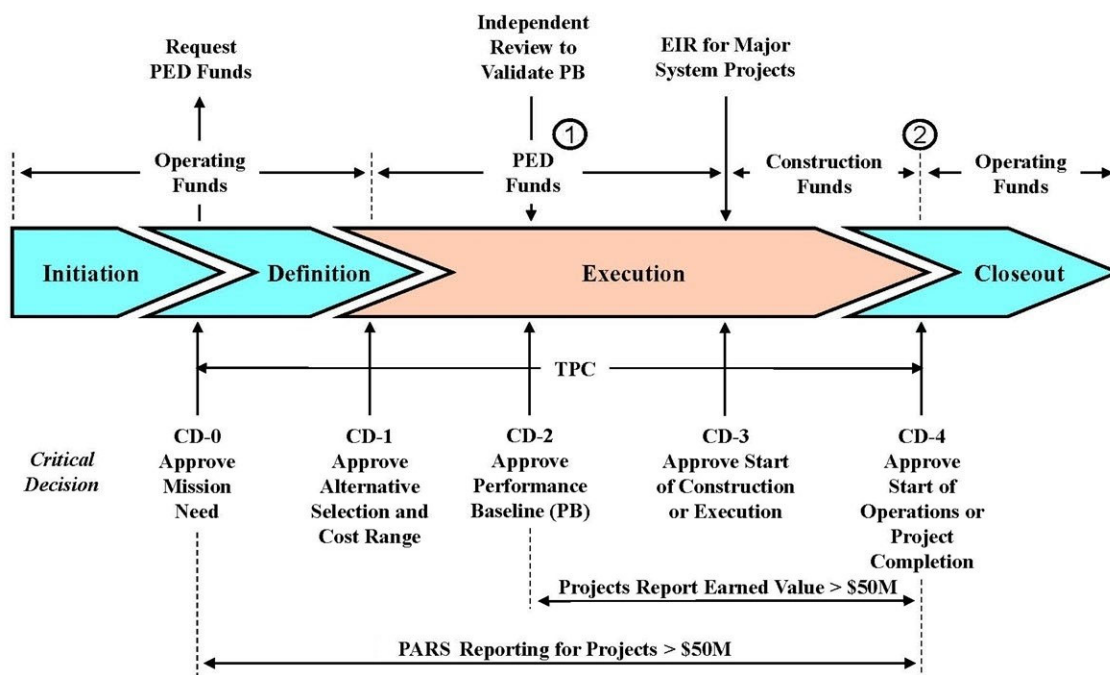 Request
PED Funds
Independent
Review to
Validate PB
EIR for Major
System Projects
1
2
Operating
Funds
PED
Funds
Construction
Funds
Operating
Funds
Initiation
Definition
Execution
Closeout
TPC
Critical
Decision
CD-0
Approve
Mission
Need
CD-1
Approve
Alternative
Selection and
Cost Range
CD-2
Approve
Performance
Baseline (PB)
CD-3
Approve Start
of Construction
or Execution
CD-4
Approve
Start of
Operations or
Project
Completion
Projects Report Earned Value > $50M
PARS Reporting for Projects > $50M